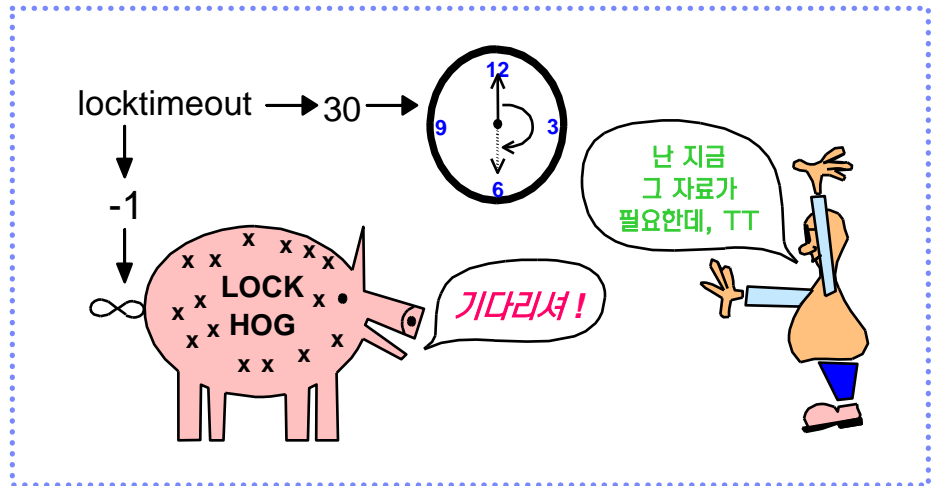 locktimeout
30
12
9
3
6
-1
난 지금
그 자료가
필요한데, TT
x x x x x x x
LOCK
HOG
x x x x x x x x x x x
기다리셔 !